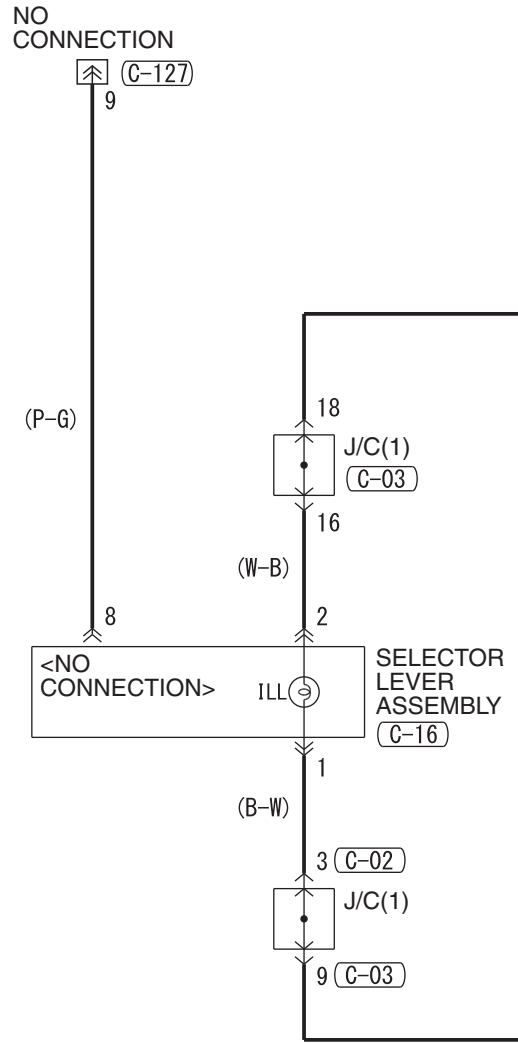 NO
CONNECTION
(C-127)
9
(P-G)
18
J/C(1)
C-03
16
(W-B)
8
2
<NO
CONNECTION>
ILL
SELECTOR
LEVER
ASSEMBLY
C-16
1
(B-W)
3 C-02
J/C(1)
9 C-03